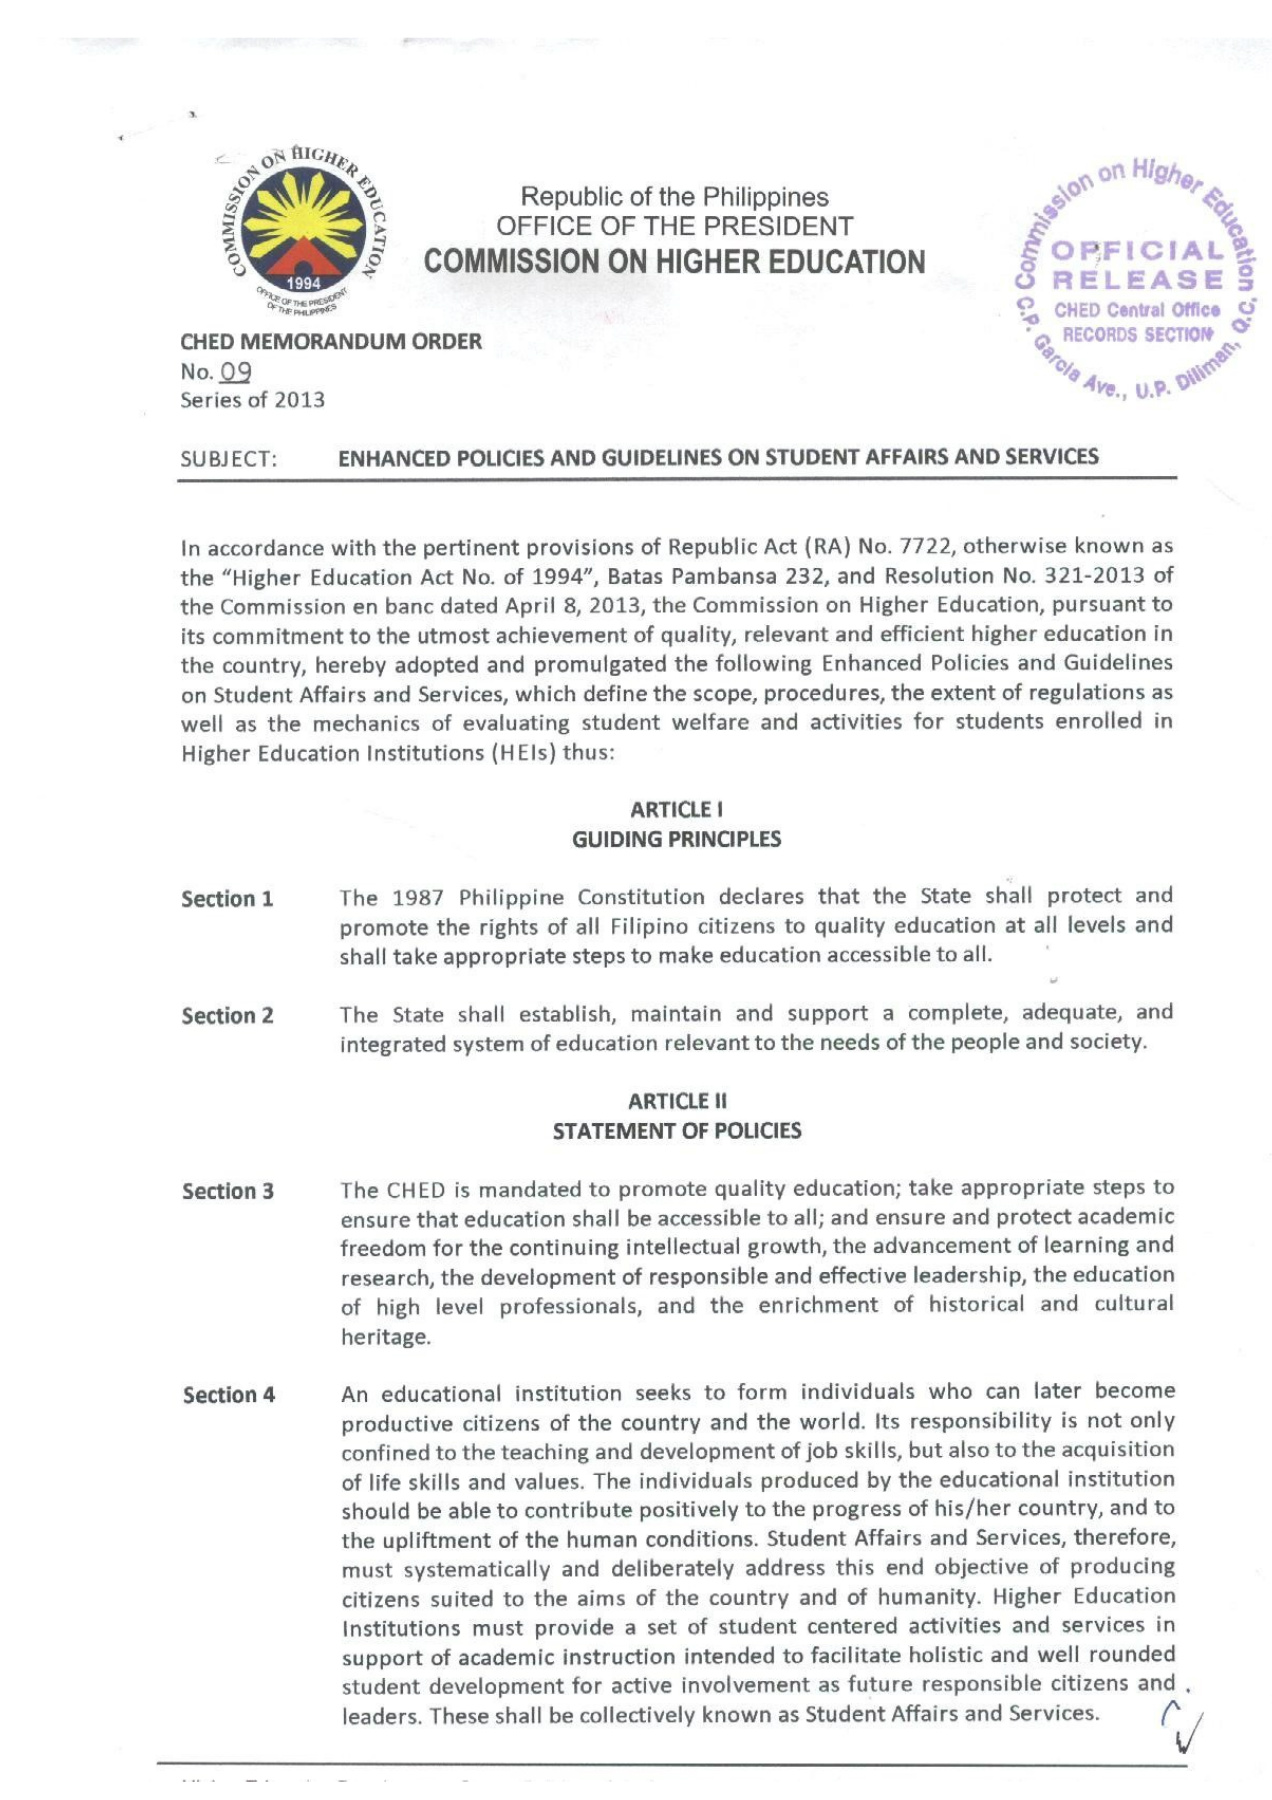 COMMISSION ON HIGHER EDUCATION
1994
OFFICE OF THE PRESIDENT
OF THE PHILIPPINES
Republic of the Philippines
OFFICE OF THE PRESIDENT
COMMISSION ON HIGHER EDUCATION
Commission on Higher Education
OFFICIAL
RELEASE
CHED Central Office
RECORDS SECTION
C.P. Garcia Ave., U.P. Diliman, Q.C.
CHED MEMORANDUM ORDER
No. 09
Series of 2013
SUBJECT: ENHANCED POLICIES AND GUIDELINES ON STUDENT AFFAIRS AND SERVICES
In accordance with the pertinent provisions of Republic Act (RA) No. 7722, otherwise known as
the “Higher Education Act No. of 1994”, Batas Pambansa 232, and Resolution No. 321-2013 of
the Commission en banc dated April 8, 2013, the Commission on Higher Education, pursuant to
its commitment to the utmost achievement of quality, relevant and efficient higher education in
the country, hereby adopted and promulgated the following Enhanced Policies and Guidelines
on Student Affairs and Services, which define the scope, procedures, the extent of regulations as
well as the mechanics of evaluating student welfare and activities for students enrolled in
Higher Education Institutions (HEIs) thus:
ARTICLE I
GUIDING PRINCIPLES
Section 1 The 1987 Philippine Constitution declares that the State shall protect and
promote the rights of all Filipino citizens to quality education at all levels and
shall take appropriate steps to make education accessible to all.
Section 2 The State shall establish, maintain and support a complete, adequate, and
integrated system of education relevant to the needs of the people and society.
ARTICLE II
STATEMENT OF POLICIES
Section 3 The CHED is mandated to promote quality education; take appropriate steps to
ensure that education shall be accessible to all; and ensure and protect academic
freedom for the continuing intellectual growth, the advancement of learning and
research, the development of responsible and effective leadership, the education
of high level professionals, and the enrichment of historical and cultural
heritage.
Section 4 An educational institution seeks to form individuals who can later become
productive citizens of the country and the world. Its responsibility is not only
confined to the teaching and development of job skills, but also to the acquisition
of life skills and values. The individuals produced by the educational institution
should be able to contribute positively to the progress of his/her country, and to
the upliftment of the human conditions. Student Affairs and Services, therefore,
must systematically and deliberately address this end objective of producing
citizens suited to the aims of the country and of humanity. Higher Education
Institutions must provide a set of student centered activities and services in
support of academic instruction intended to facilitate holistic and well rounded
student development for active involvement as future responsible citizens and
leaders. These shall be collectively known as Student Affairs and Services.